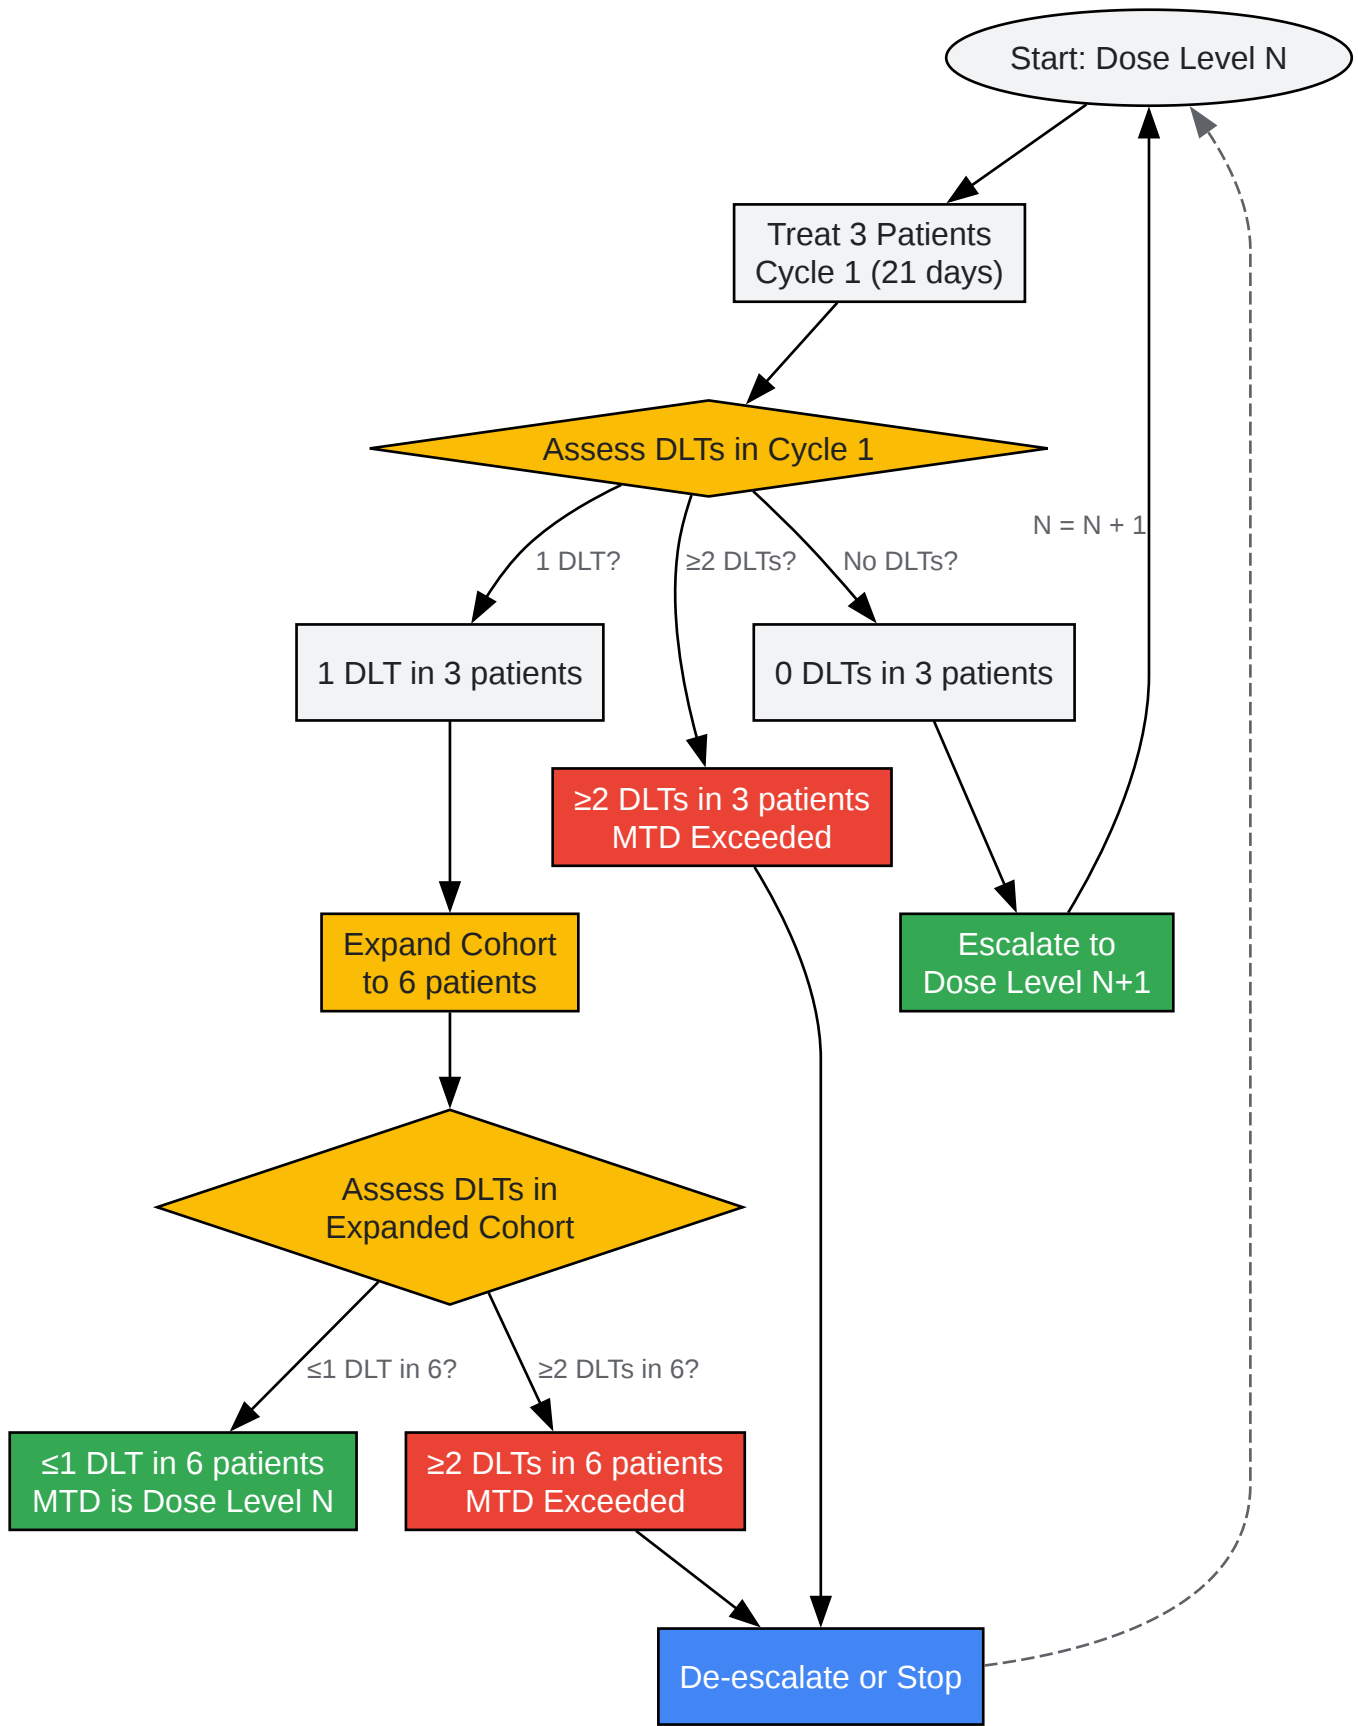 Start: Dose Level N
Treat 3 Patients
Cycle 1 (21 days)
Assess DLTs in Cycle 1
N = N + 1
1 DLT?
≥2 DLTs?
No DLTs?
1 DLT in 3 patients
0 DLTs in 3 patients
≥2 DLTs in 3 patients
MTD Exceeded
Expand Cohort
to 6 patients
Escalate to
Dose Level N+1
Assess DLTs in
Expanded Cohort
≤1 DLT in 6?
≥2 DLTs in 6?
≤1 DLT in 6 patients
MTD is Dose Level N
≥2 DLTs in 6 patients
MTD Exceeded
De-escalate or Stop